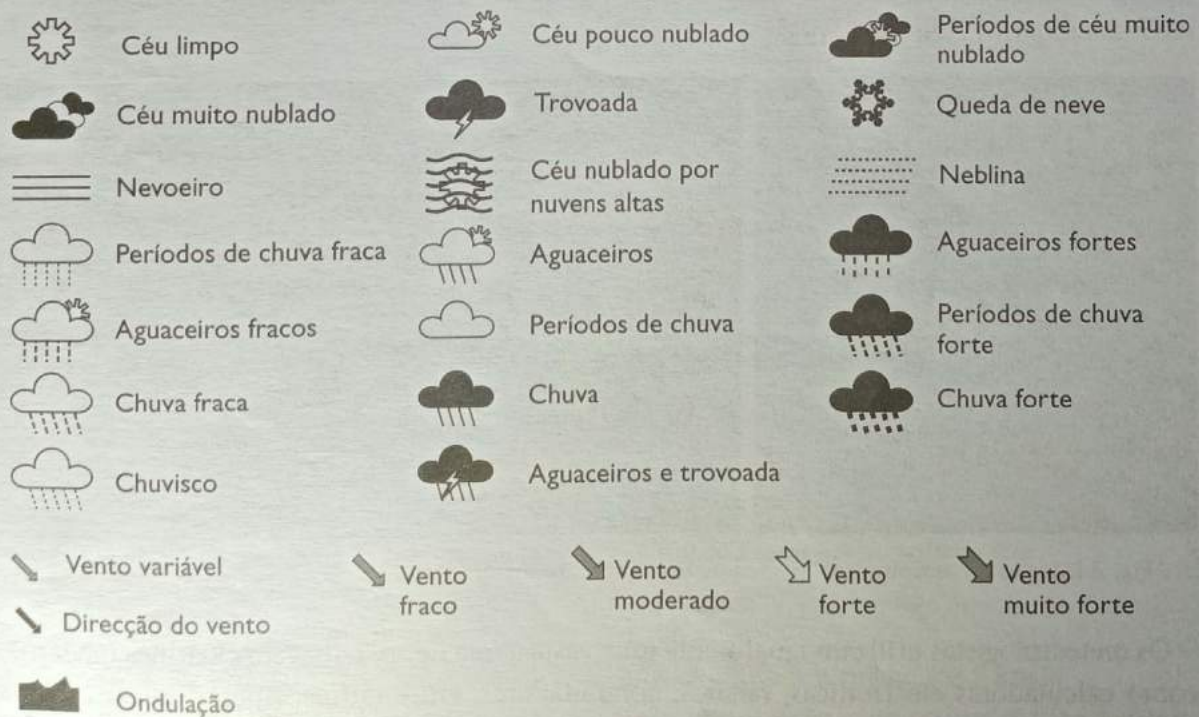 Céu limpo
Céu pouco nublado
Períodos de céu muito
nublado
Céu muito nublado
Trovoada
Queda de neve
Nevoeiro
Céu nublado por
nuvens altas
Neblina
Períodos de chuva fraca
Aguaceiros
Aguaceiros fortes
Aguaceiros fracos
Períodos de chuva
Períodos de chuva
forte
Chuva fraca
Chuva
Chuva forte
Chuvisco
Aguaceiros e trovoada
Vento variável
Vento
fraco
Vento
moderado
Vento
forte
Vento
muito forte
Direcção do vento
Ondulação